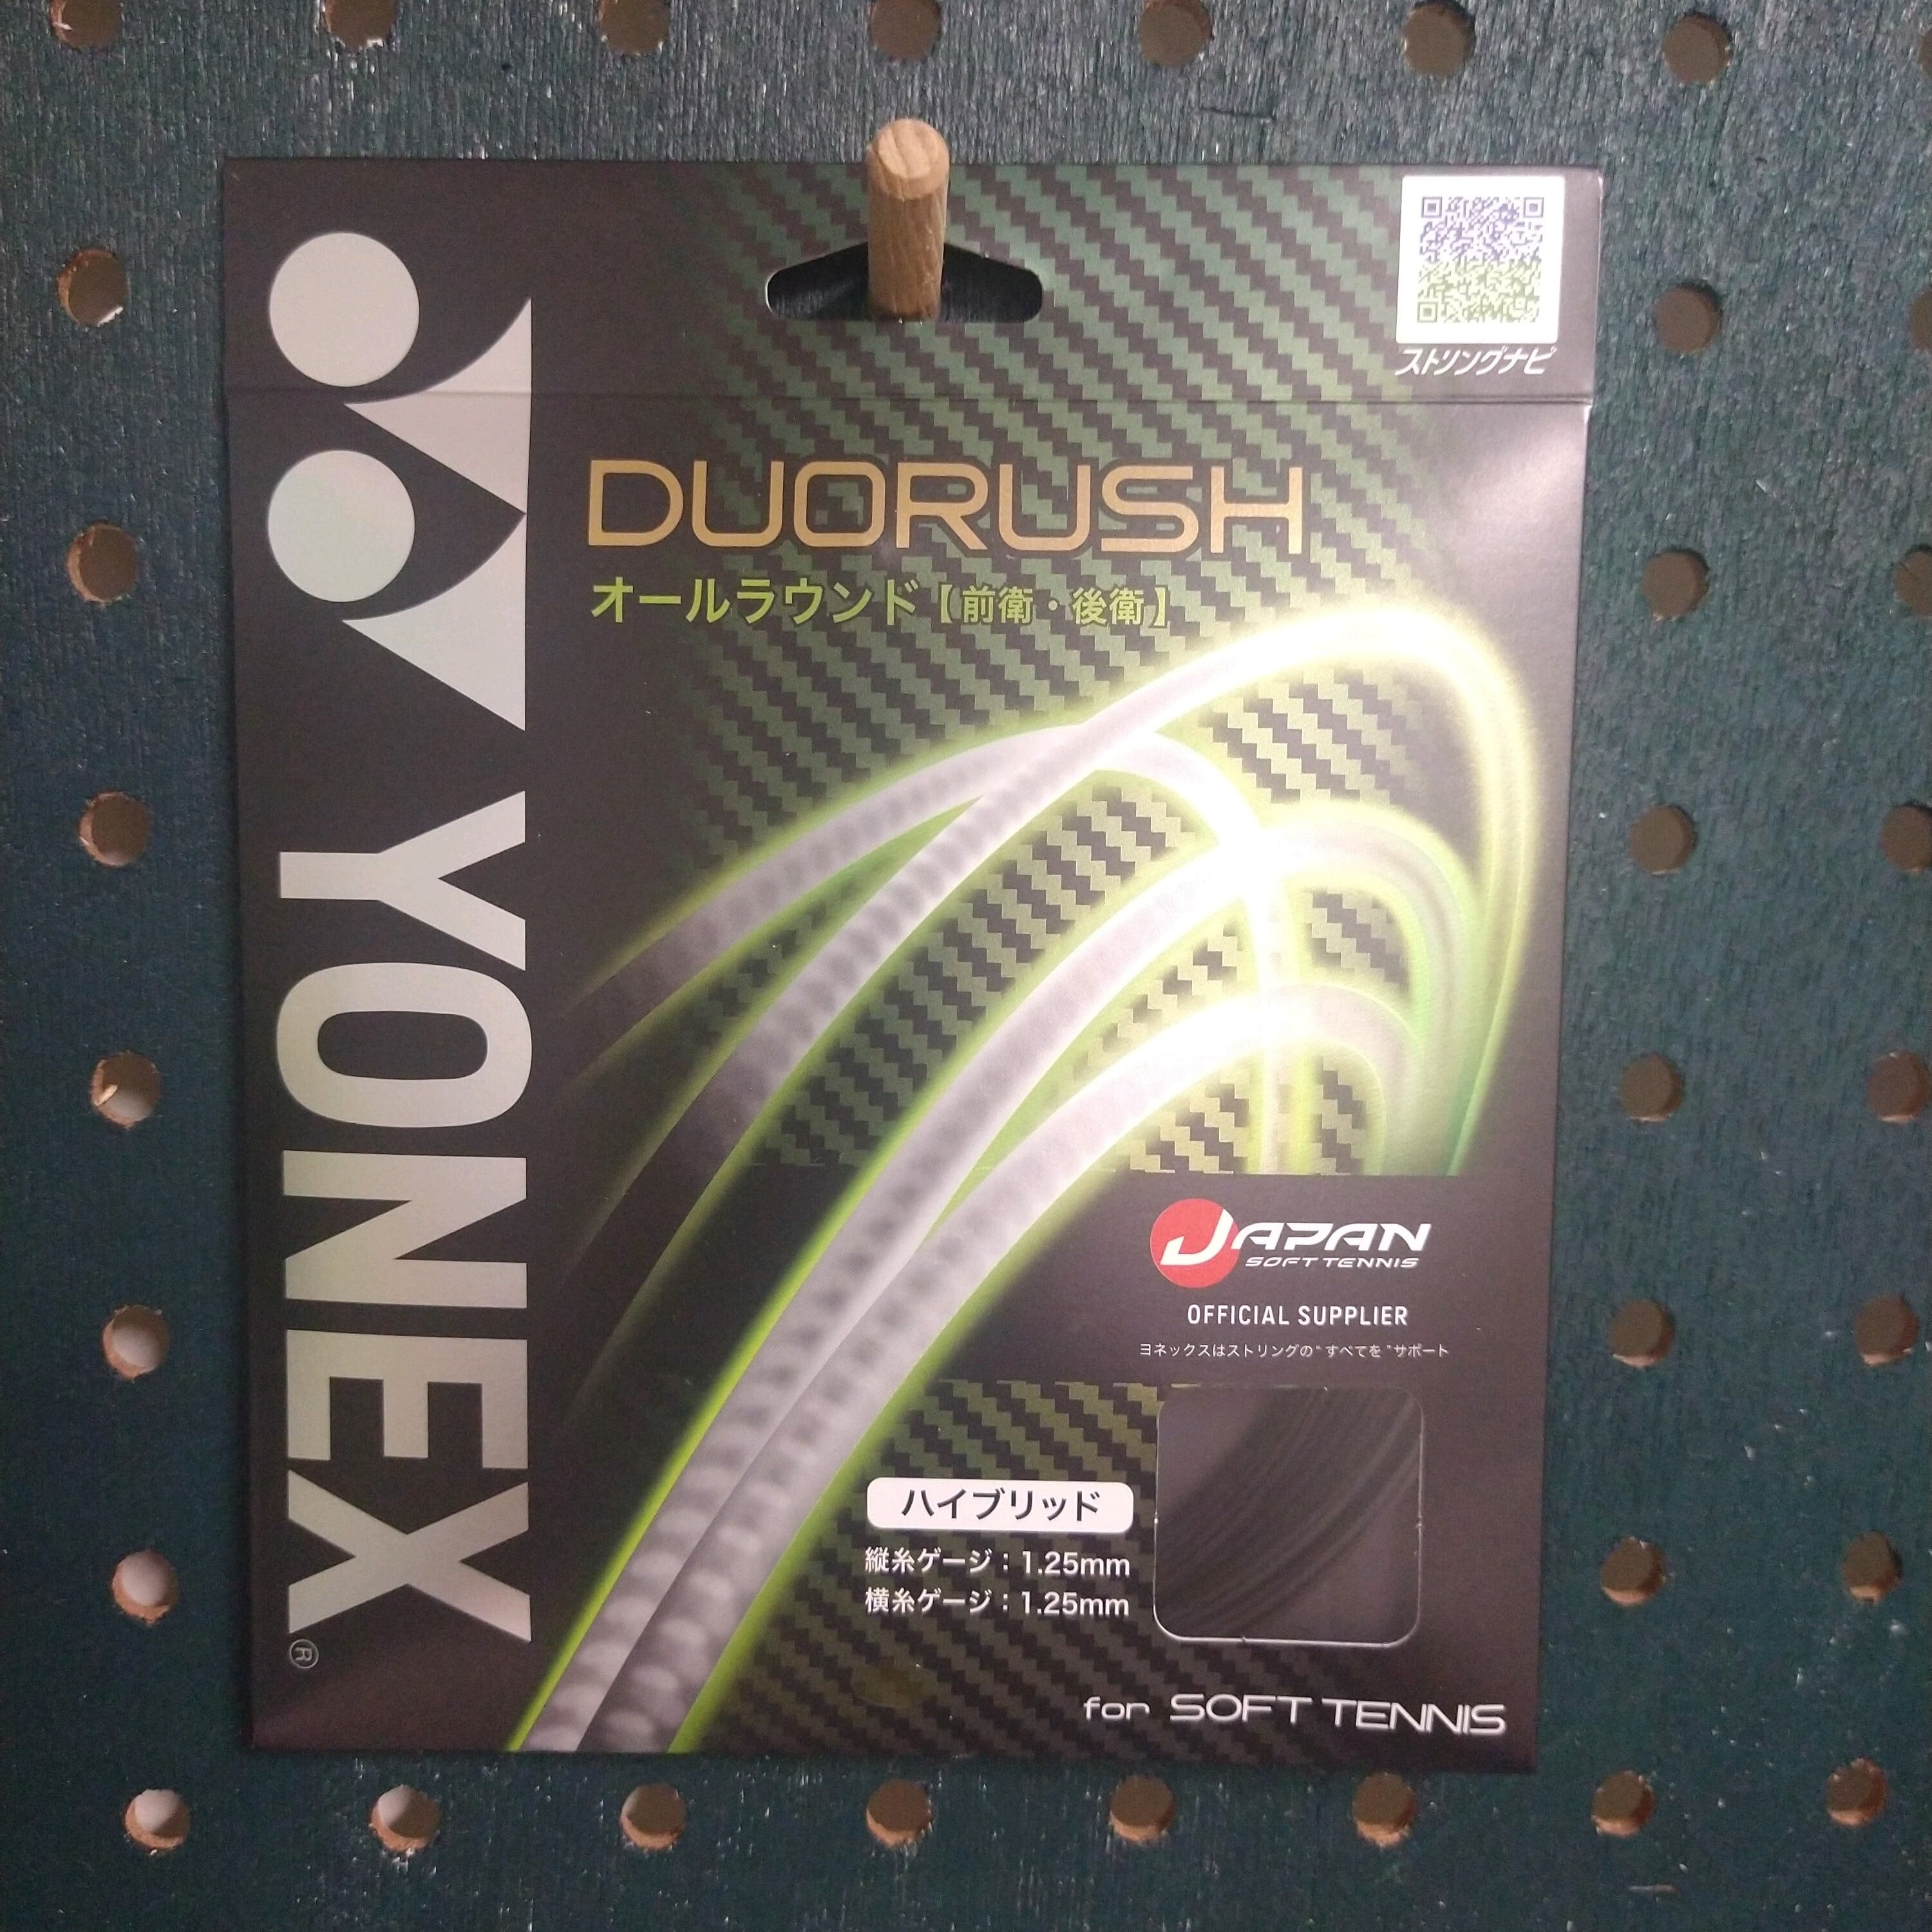 ストリングナビ
YONEX®
DUORUSH
オールラウンド【前衛・後衛】
JAPAN
SOFT TENNIS
OFFICIAL SUPPLIER
ヨネックスはストリングの“すべてを”サポート
ハイブリッド
縦糸ゲージ：1.25mm
横糸ゲージ：1.25mm
for SOFT TENNIS